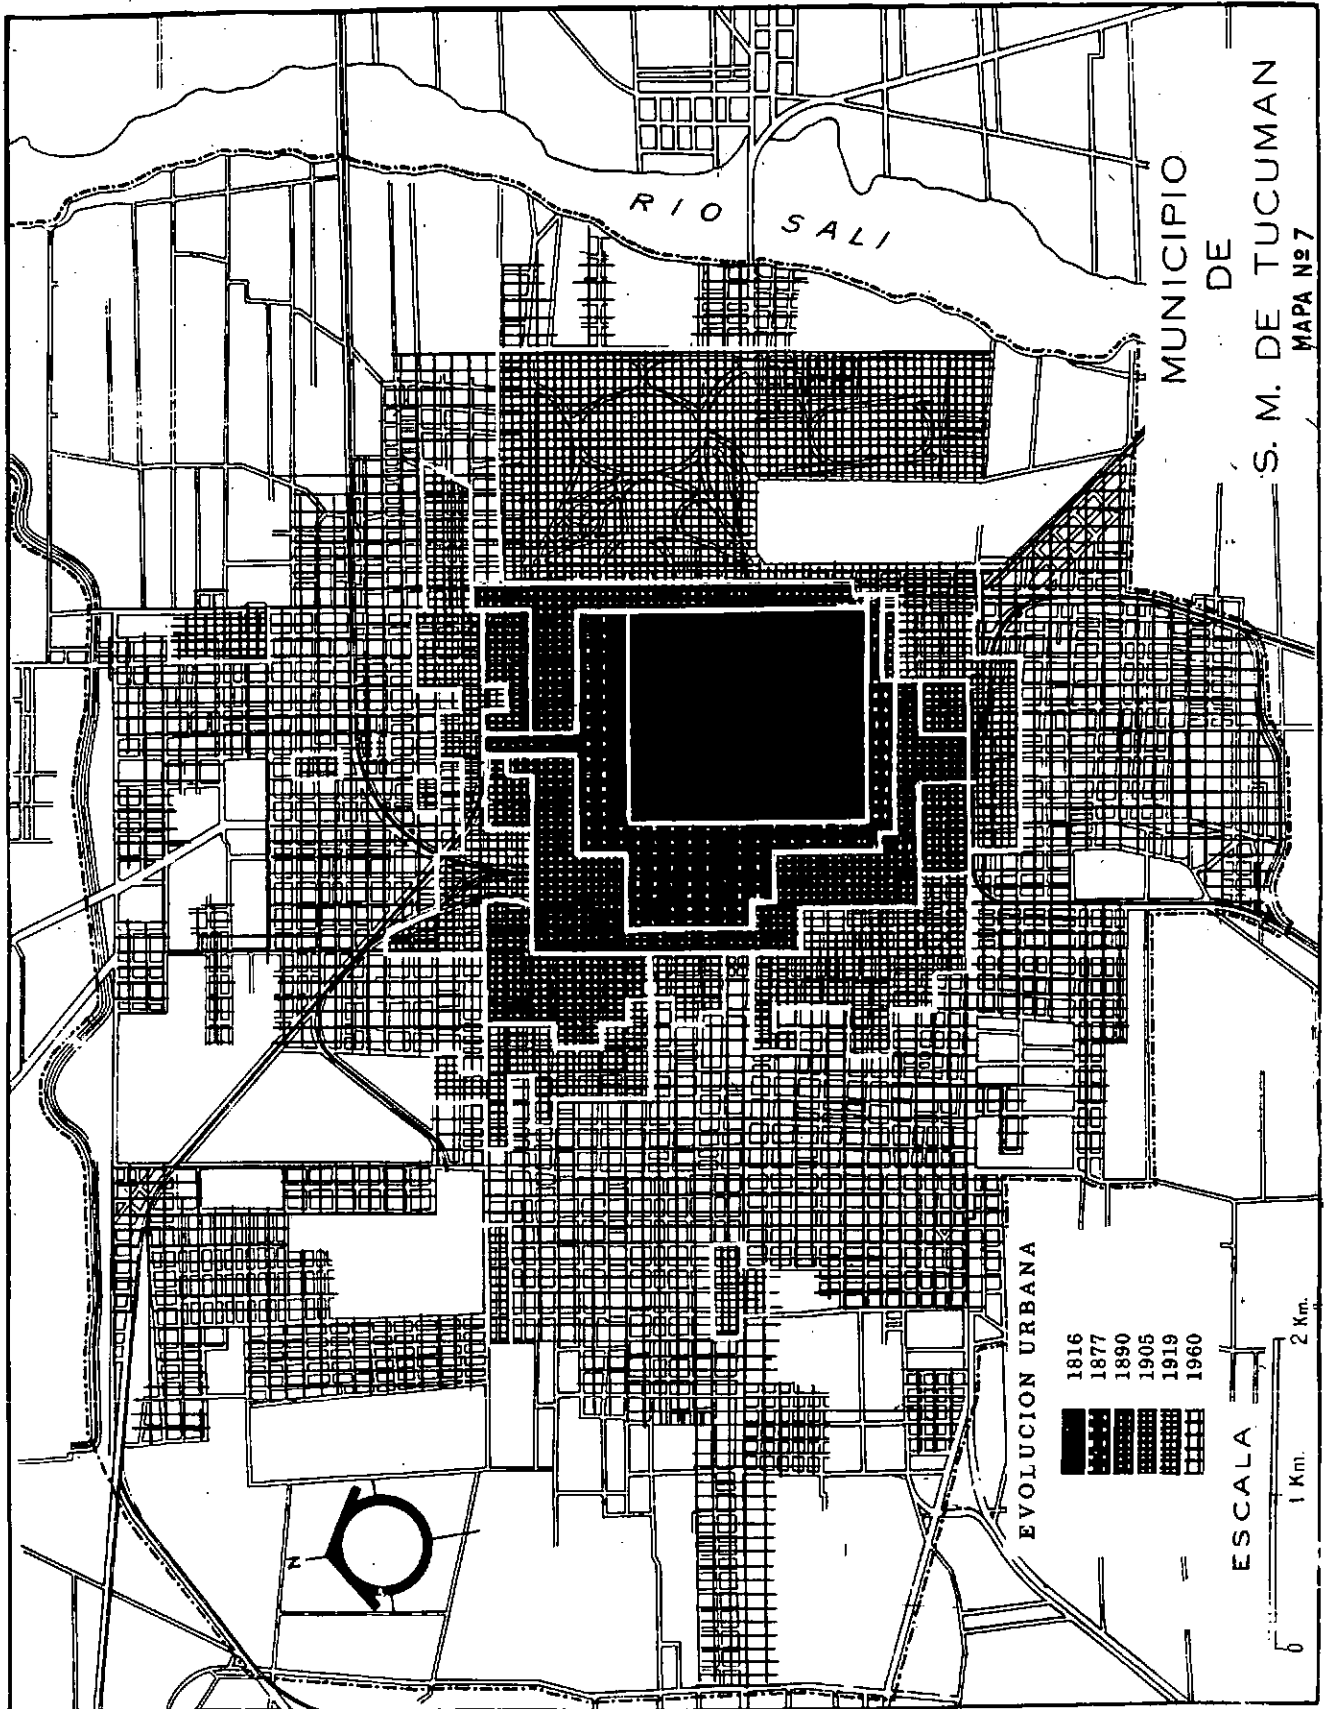 RIO SALI
MUNICIPIO
DE
S. M. DE TUCUMAN
MAPA Nº 7
N
EVOLUCION URBANA
1816
1877
1890
1905
1919
1960
ESCALA
0 1 Km. 2 Km.